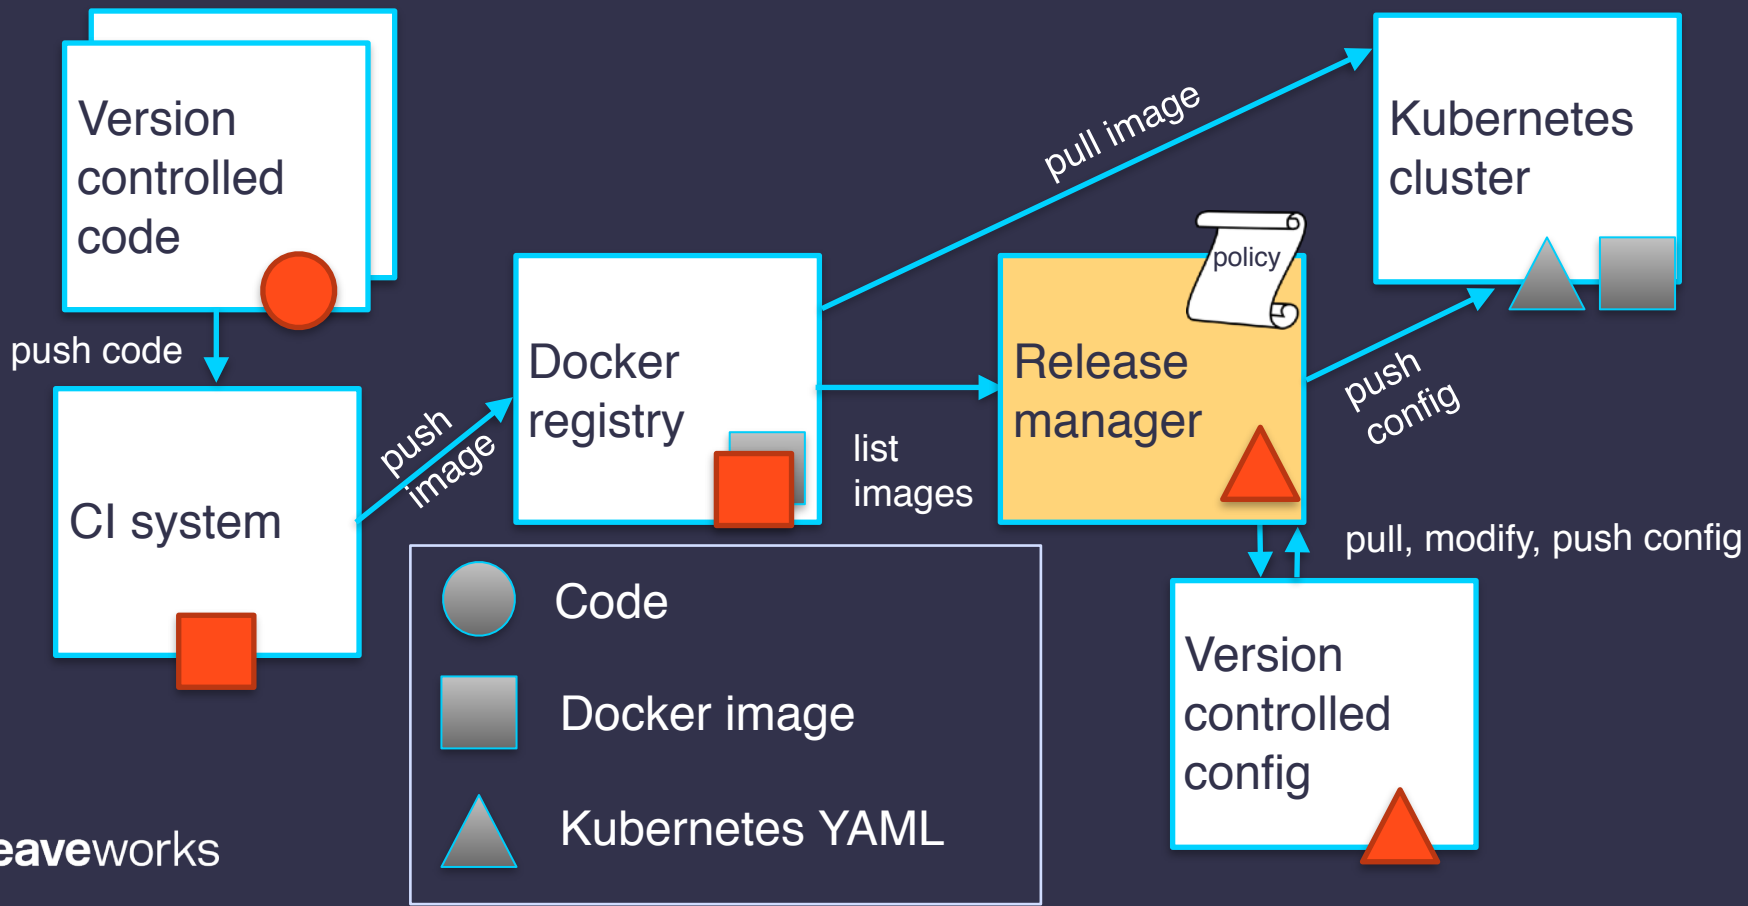 Version
controlled
code
push code
CI system
push
image
Docker
registry
list
images
pull image
policy
Release
manager
push
config
Kubernetes
cluster
pull, modify, push config
Version
controlled
config
Code
Docker image
Kubernetes YAML
eaveworks